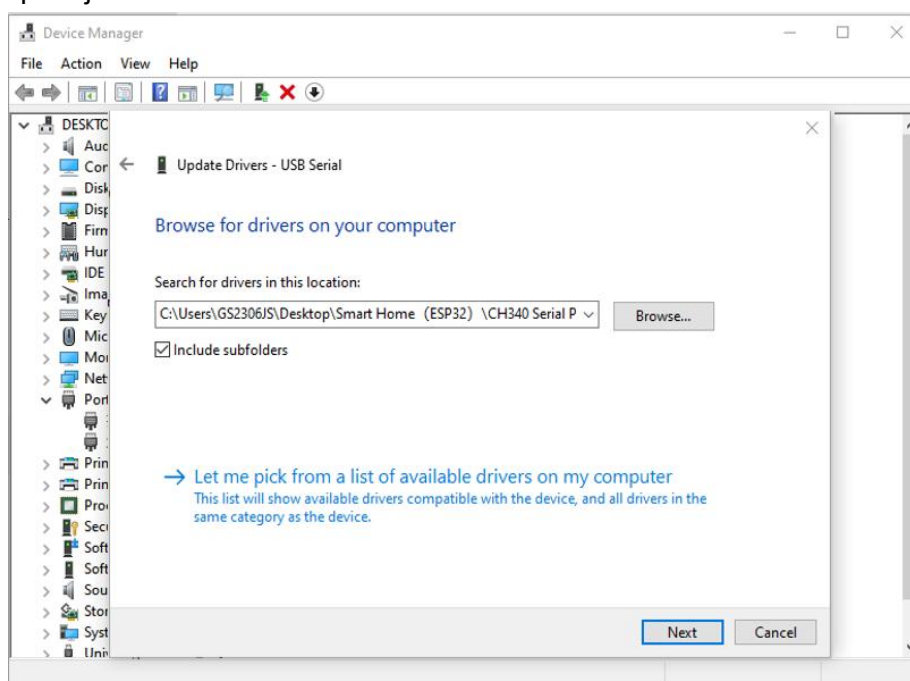 Device Manager
File Action View Help
DESKTC
Auc
Cor
Disk
Disp
Firm
Hur
IDE
Ima
Key
Mic
Mou
Net
Port
Prin
Prin
Pro
Secu
Soft
Soft
Sou
Stor
Syst
Univ
Update Drivers - USB Serial
Browse for drivers on your computer
Search for drivers in this location:
C:\Users\GS2306JS\Desktop\Smart Home（ESP32）\CH340 Serial P
Browse...
Include subfolders
Let me pick from a list of available drivers on my computer
This list will show available drivers compatible with the device, and all drivers in the
same category as the device.
Next Cancel